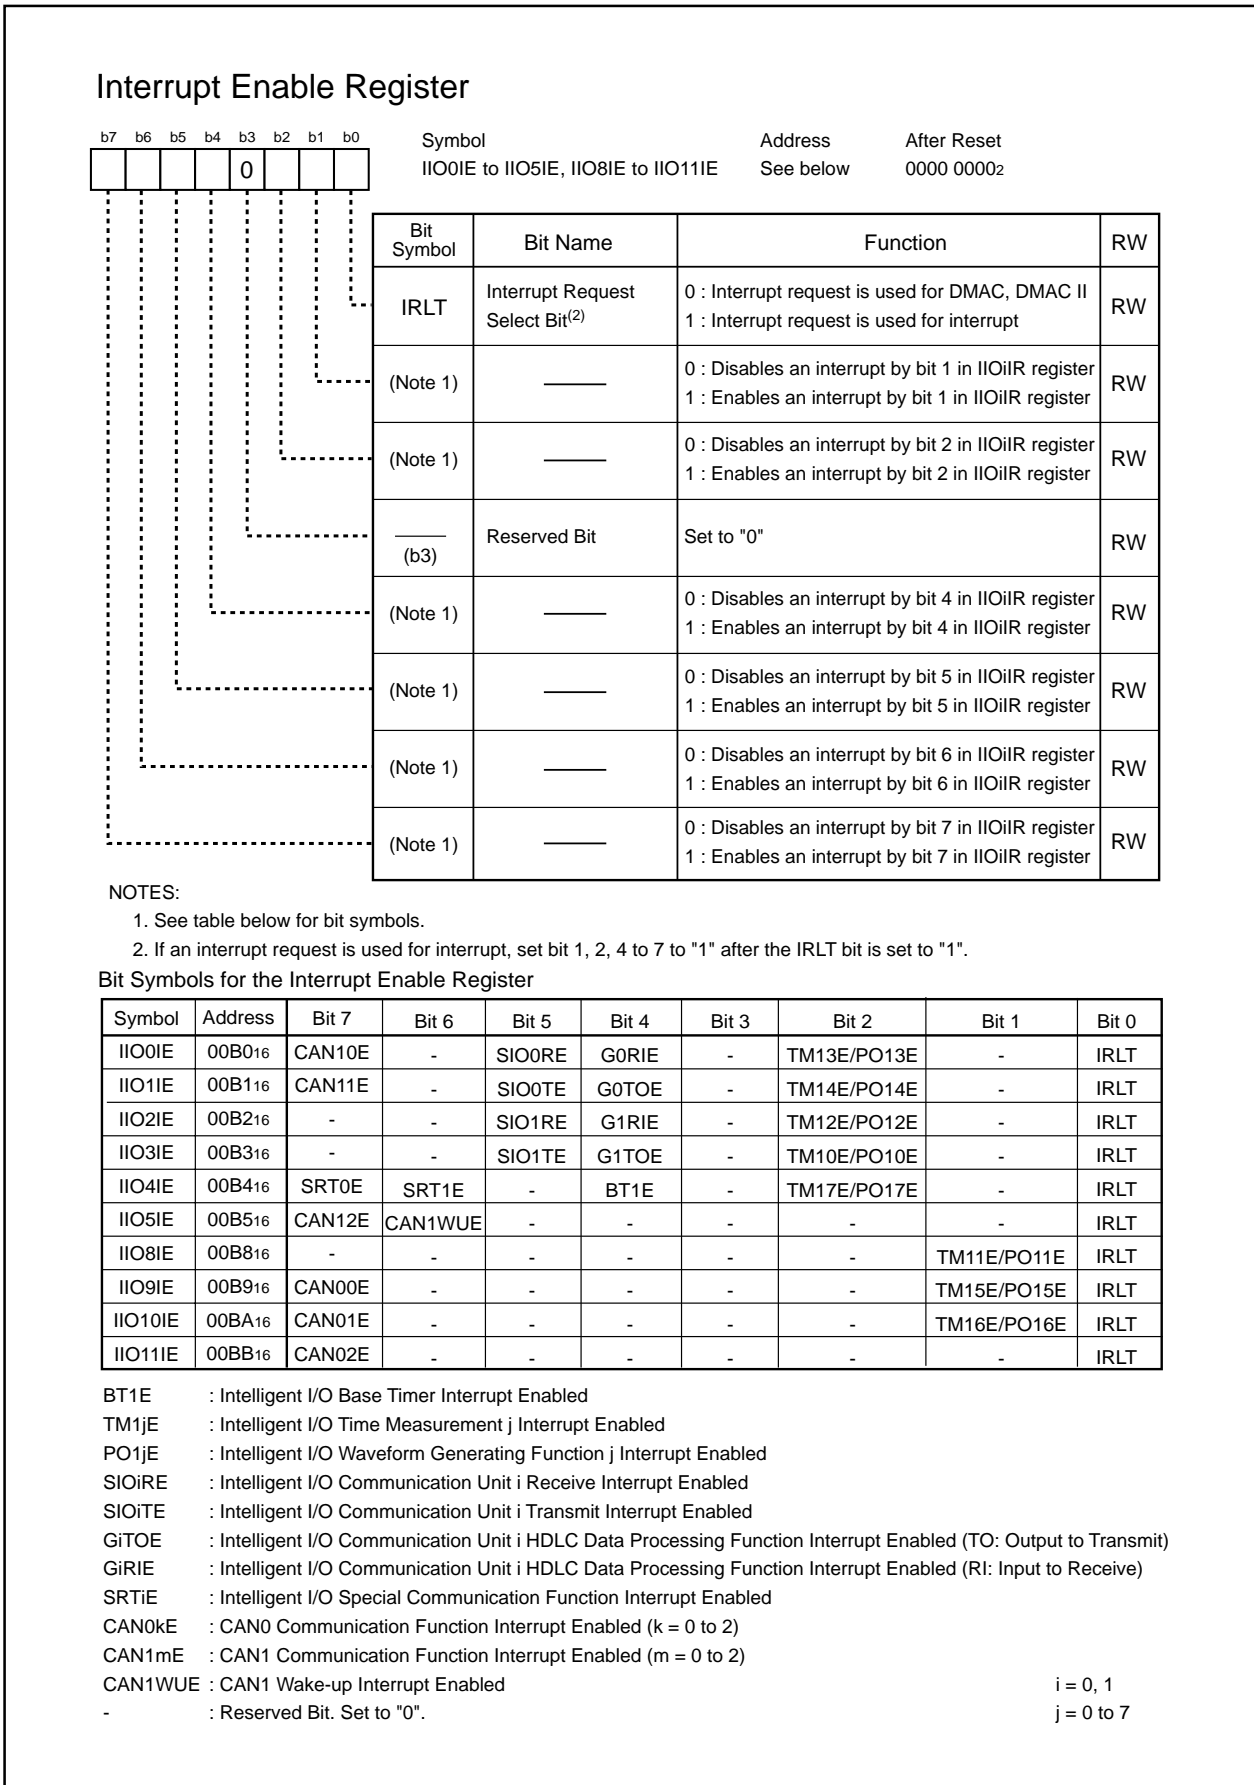 Interrupt Enable Register
b7 b6 b5 b4 b3 b2 b1 b0 Symbol Address After Reset
0 IIO0IE to IIO5IE, IIO8IE to IIO11IE See below 0000 00002
Bit Symbol Bit Name Function RW
IRLT Interrupt Request Select Bit(2) 0 : Interrupt request is used for DMAC, DMAC II RW
1 : Interrupt request is used for interrupt
(Note 1) 0 : Disables an interrupt by bit 1 in IIOiIR register RW
1 : Enables an interrupt by bit 1 in IIOiIR register
(Note 1) 0 : Disables an interrupt by bit 2 in IIOiIR register RW
1 : Enables an interrupt by bit 2 in IIOiIR register
(b3) Reserved Bit Set to "0" RW
(Note 1) 0 : Disables an interrupt by bit 4 in IIOiIR register RW
1 : Enables an interrupt by bit 4 in IIOiIR register
(Note 1) 0 : Disables an interrupt by bit 5 in IIOiIR register RW
1 : Enables an interrupt by bit 5 in IIOiIR register
(Note 1) 0 : Disables an interrupt by bit 6 in IIOiIR register RW
1 : Enables an interrupt by bit 6 in IIOiIR register
(Note 1) 0 : Disables an interrupt by bit 7 in IIOiIR register RW
1 : Enables an interrupt by bit 7 in IIOiIR register
NOTES:
1. See table below for bit symbols.
2. If an interrupt request is used for interrupt, set bit 1, 2, 4 to 7 to "1" after the IRLT bit is set to "1".
Bit Symbols for the Interrupt Enable Register
Symbol Address Bit 7 Bit 6 Bit 5 Bit 4 Bit 3 Bit 2 Bit 1 Bit 0
IIO0IE 00B016 CAN10E - SIO0RE G0RIE - TM13E/PO13E - IRLT
IIO1IE 00B116 CAN11E - SIO0TE G0TOE - TM14E/PO14E - IRLT
IIO2IE 00B216 - - SIO1RE G1RIE - TM12E/PO12E - IRLT
IIO3IE 00B316 - - SIO1TE G1TOE - TM10E/PO10E - IRLT
IIO4IE 00B416 SRT0E SRT1E - BT1E - TM17E/PO17E - IRLT
IIO5IE 00B516 CAN12E CAN1WUE - - - - - IRLT
IIO8IE 00B816 - - - - - - TM11E/PO11E IRLT
IIO9IE 00B916 CAN00E - - - - - TM15E/PO15E IRLT
IIO10IE 00BA16 CAN01E - - - - - TM16E/PO16E IRLT
IIO11IE 00BB16 CAN02E - - - - - - IRLT
BT1E : Intelligent I/O Base Timer Interrupt Enabled
TM1jE : Intelligent I/O Time Measurement j Interrupt Enabled
PO1jE : Intelligent I/O Waveform Generating Function j Interrupt Enabled
SIOiRE : Intelligent I/O Communication Unit i Receive Interrupt Enabled
SIOiTE : Intelligent I/O Communication Unit i Transmit Interrupt Enabled
GiTOE : Intelligent I/O Communication Unit i HDLC Data Processing Function Interrupt Enabled (TO: Output to Transmit)
GiRIE : Intelligent I/O Communication Unit i HDLC Data Processing Function Interrupt Enabled (RI: Input to Receive)
SRTiE : Intelligent I/O Special Communication Function Interrupt Enabled
CAN0kE : CAN0 Communication Function Interrupt Enabled (k = 0 to 2)
CAN1mE : CAN1 Communication Function Interrupt Enabled (m = 0 to 2)
CAN1WUE : CAN1 Wake-up Interrupt Enabled i = 0, 1
- : Reserved Bit. Set to "0". j = 0 to 7